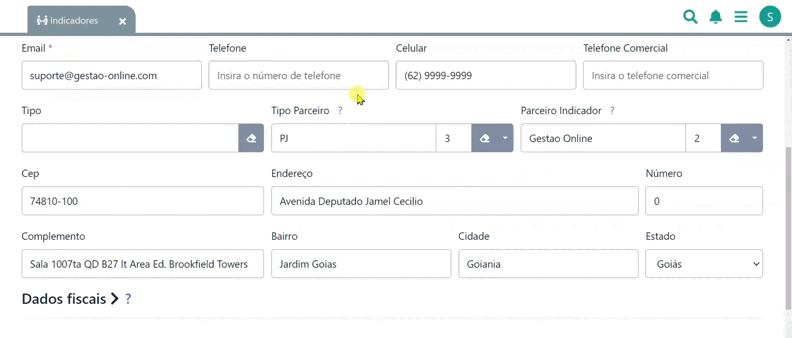 Indicadores ×
S
Email * Telefone Celular Telefone Comercial
suporte@gestao-online.com Insira o número de telefone (62) 9999-9999 Insira o telefone comercial
Tipo Tipo Parceiro ? Parceiro Indicador ?
PJ 3 Gestao Online 2
Cep Endereço Número
74810-100 Avenida Deputado Jamel Cecilio 0
Complemento Bairro Cidade Estado
Sala 1007ta QD B27 lt Area Ed. Brookfield Towers Jardim Goias Goiania Goiás
Dados fiscais > ?